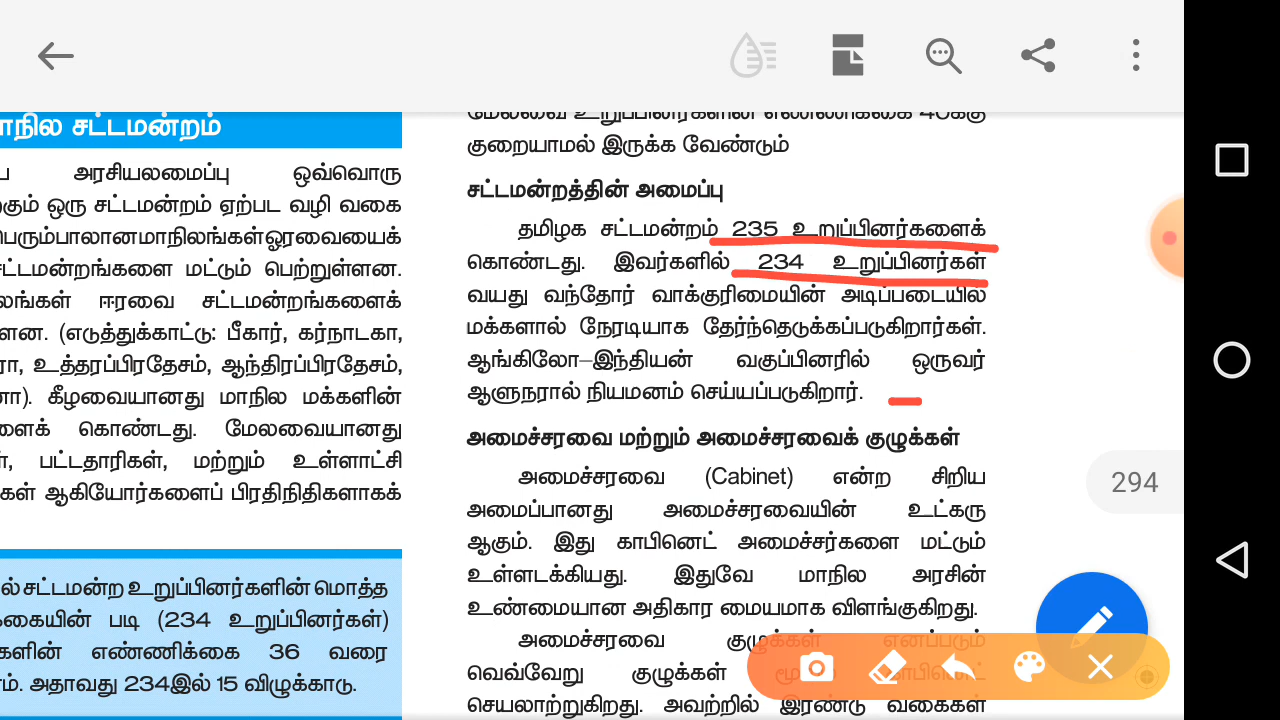 சட்டமன்றம்
அரசியலமைப்பு ஒவ்வொரு
ஒரு சட்டமன்றம் ஏற்பட வழி வகை
பெரும்பாலானமாநிலங்கள்ஓரவையைக்
சட்டமன்றங்களை மட்டும் பெற்றுள்ளன.
ஈரவை சட்டமன்றங்களைக்
(எடுத்துக்காட்டு: பீகார், கர்நாடகா,
உத்தரப்பிரதேசம், ஆந்திரப்பிரதேசம்,
கீழவையானது மாநில மக்களின்
கொண்டது. மேலவையானது
பட்டதாரிகள், மற்றும் உள்ளாட்சி
ஆகியோர்களைப் பிரதிநிதிகளாகக்
சட்டமன்ற உறுப்பினர்களின் மொத்த
படி (234 உறுப்பினர்கள்)
எண்ணிக்கை 36 வரை
அதாவது 234இல் 15 விழுக்காடு.
மேலவை உறுப்பினர்களின் எண்ணிக்கை 40க்கு
குறையாமல் இருக்க வேண்டும்
சட்டமன்றத்தின் அமைப்பு
தமிழக சட்டமன்றம் 235 உறுப்பினர்களைக்
கொண்டது. இவர்களில் 234 உறுப்பினர்கள்
வயது வந்தோர் வாக்குரிமையின் அடிப்படையில்
மக்களால் நேரடியாக தேர்ந்தெடுக்கப்படுகிறார்கள்.
ஆங்கிலோ–இந்தியன் வகுப்பினரில் ஒருவர்
ஆளுநரால் நியமனம் செய்யப்படுகிறார்.
அமைச்சரவை மற்றும் அமைச்சரவைக் குழுக்கள்
அமைச்சரவை (Cabinet) என்ற சிறிய
அமைப்பானது அமைச்சரவையின் உட்கரு
ஆகும். இது காபினெட் அமைச்சர்களை மட்டும்
உள்ளடக்கியது. இதுவே மாநில அரசின்
உண்மையான அதிகார மையமாக விளங்குகிறது.
அமைச்சரவை குழுக்கள் எனப்படும்
வெவ்வேறு குழுக்கள்
செயலாற்றுகிறது. அவற்றில் இரண்டு வகைகள்
294